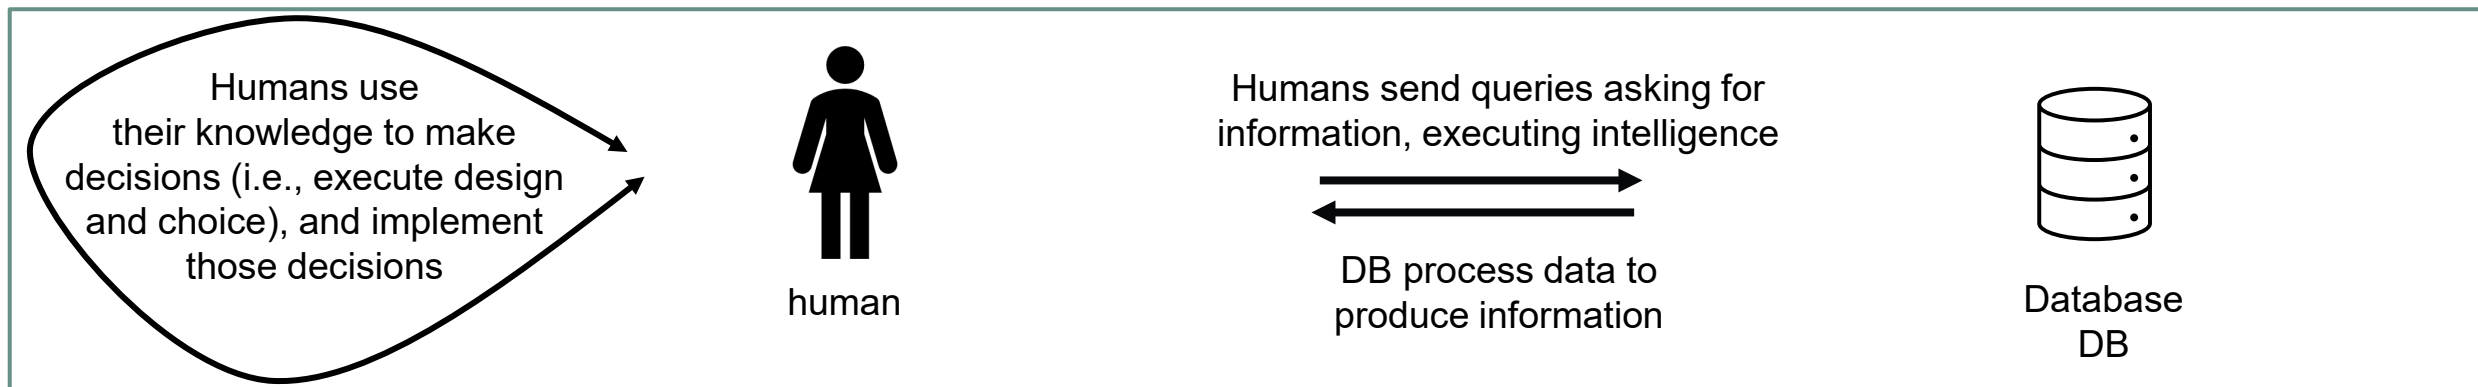 Humans use
their knowledge to make
decisions (i.e., execute design
and choice), and implement
those decisions
human
Humans send queries asking for
information, executing intelligence
DB process data to
produce information
Database
DB